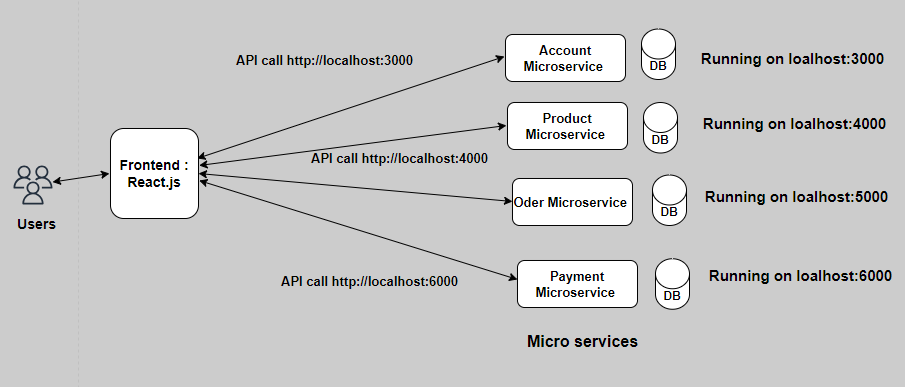 API call http://localhost:3000
Account
Microservice
DB
Running on loalhost:3000
Product
Microservice
DB
Running on loalhost:4000
API call http://localhost:4000
Frontend :
React.js
Users
Oder Microservice
DB
Running on loalhost:5000
API call http://localhost:6000
Payment
Microservice
DB
Running on loalhost:6000
Micro services